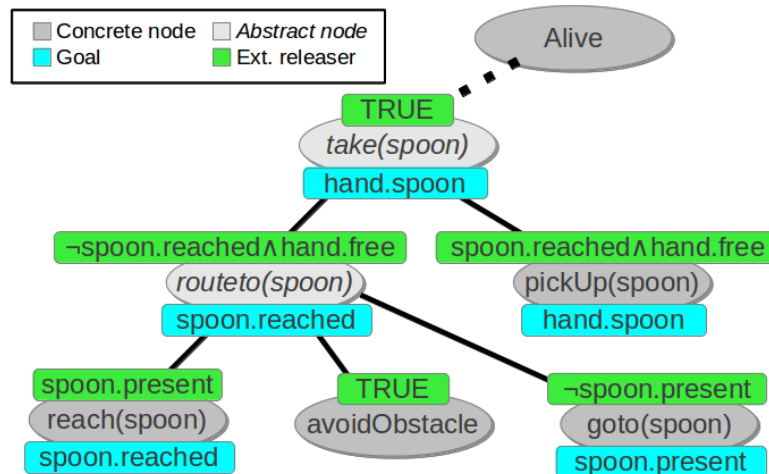 Concrete node
Abstract node
Goal
Ext. releaser
Alive
TRUE
take(spoon)
hand.spoon
¬spoon.reached∧hand.free
routeto(spoon)
spoon.reached
spoon.reached∧hand.free
pickUp(spoon)
hand.spoon
spoon.present
reach(spoon)
spoon.reached
TRUE
avoidObstacle
¬spoon.present
goto(spoon)
spoon.present